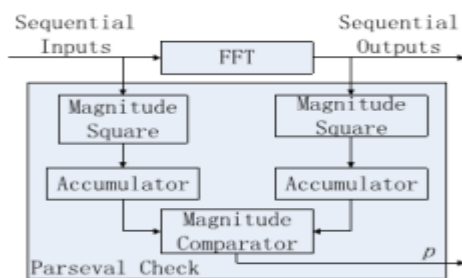 Sequential
Inputs
Sequential
Outputs
FFT
Magnitude
Square
Magnitude
Square
Accumulator
Accumulator
Magnitude
Comparator
p
Parseval Check